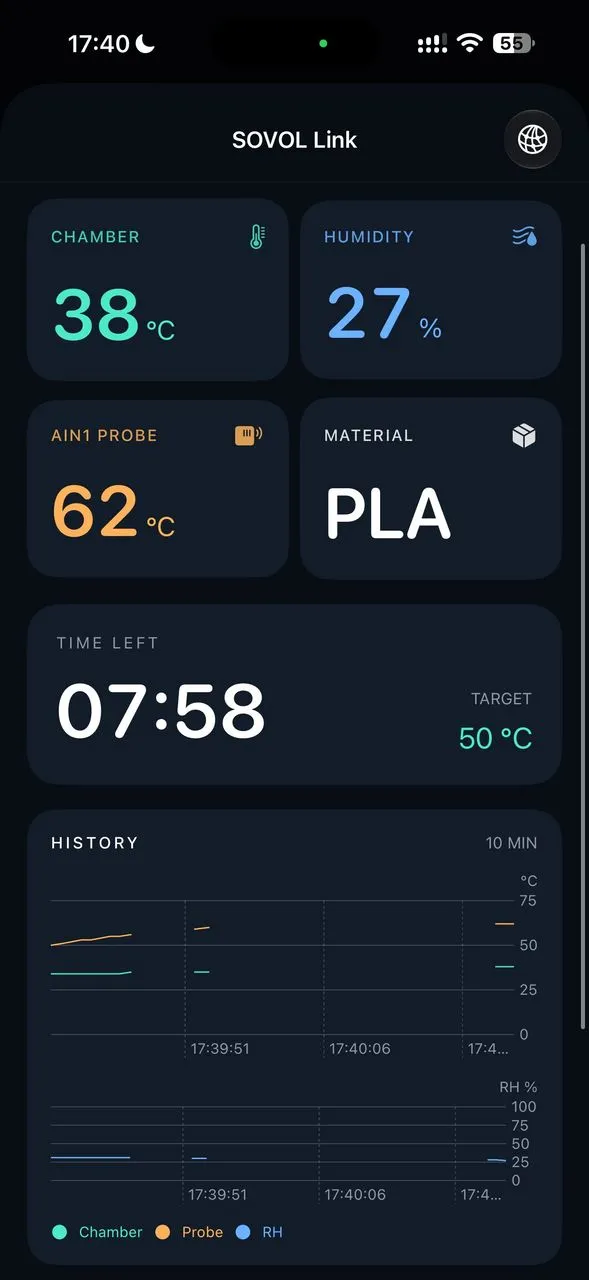 17:40
55
SOVOL Link
CHAMBER
38 °C
HUMIDITY
27 %
AIN1 PROBE
62 °C
MATERIAL
PLA
TIME LEFT
07:58
TARGET
50 °C
HISTORY
10 MIN
°C
75
50
25
0
17:39:51
17:40:06
17:4...
RH %
100
75
50
25
0
17:39:51
17:40:06
17:4...
Chamber
Probe
RH